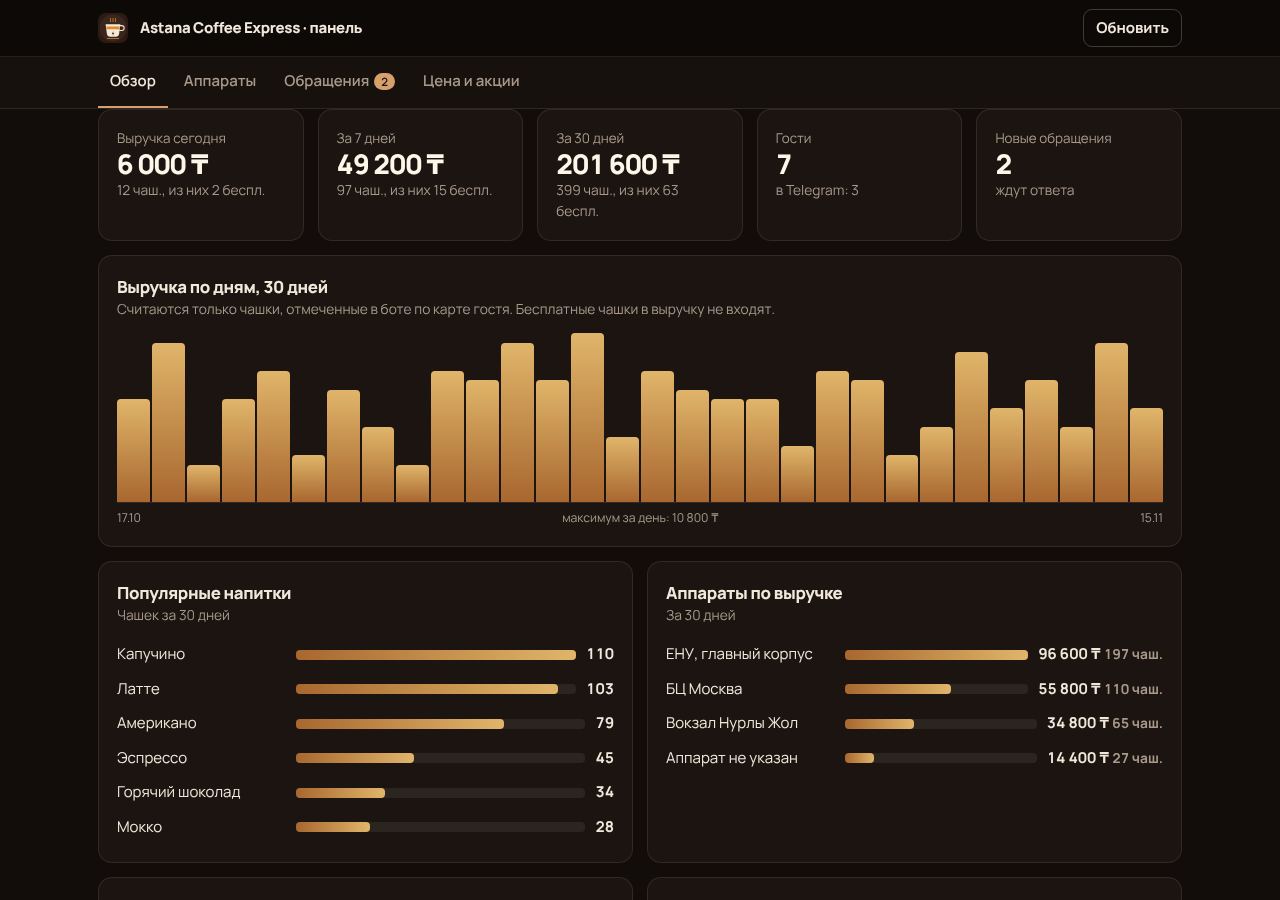 Astana Coffee Express · панель
Обновить
Обзор
Аппараты
Обращения 2
Цена и акции
Выручка сегодня
6 000 ₸
12 чаш., из них 2 беспл.
За 7 дней
49 200 ₸
97 чаш., из них 15 беспл.
За 30 дней
201 600 ₸
399 чаш., из них 63
беспл.
Гости
7
в Telegram: 3
Новые обращения
2
ждут ответа
Выручка по дням, 30 дней
Считаются только чашки, отмеченные в боте по карте гостя. Бесплатные чашки в выручку не входят.
17.10
максимум за день: 10 800 ₸
15.11
Популярные напитки
Чашек за 30 дней
Капучино 110
Латте 103
Американо 79
Эспрессо 45
Горячий шоколад 34
Мокко 28
Аппараты по выручке
За 30 дней
ЕНУ, главный корпус 96 600 ₸ 197 чаш.
БЦ Москва 55 800 ₸ 110 чаш.
Вокзал Нурлы Жол 34 800 ₸ 65 чаш.
Аппарат не указан 14 400 ₸ 27 чаш.